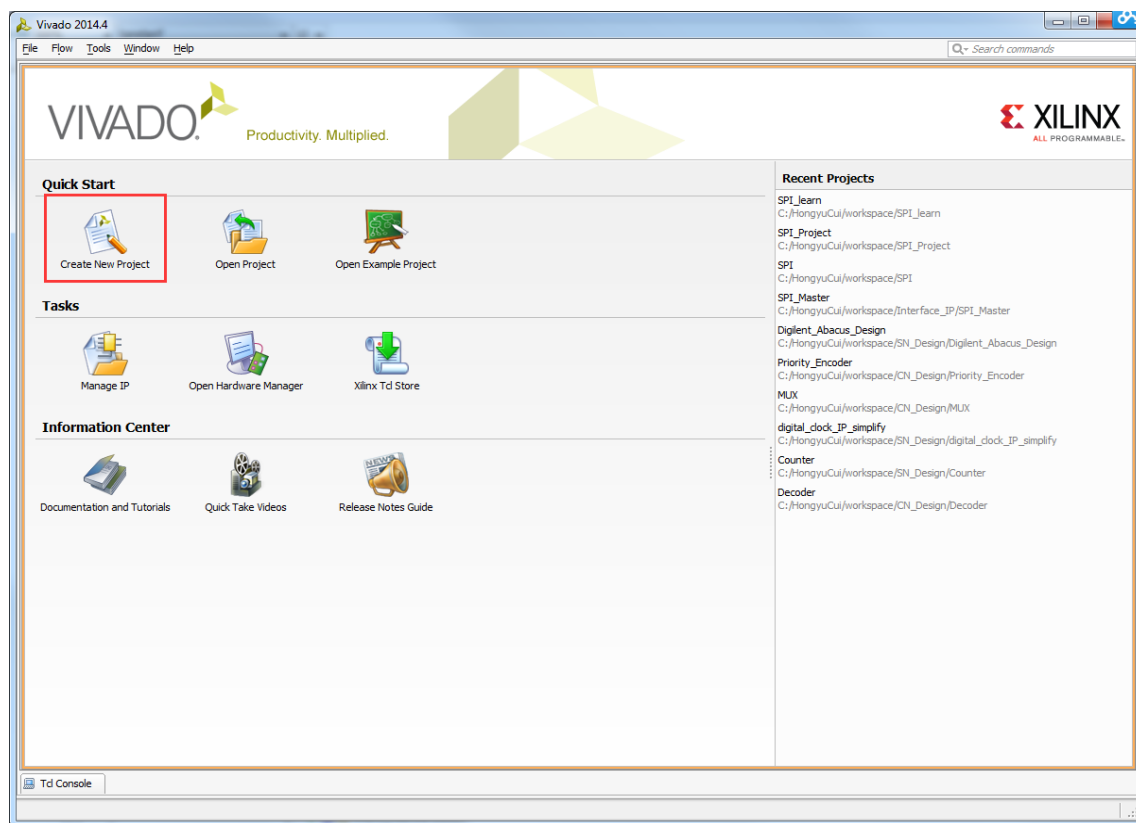 Vivado 2014.4
File Flow Tools Window Help
Search commands
VIVADO.
Productivity. Multiplied.
XILINX
ALL PROGRAMMABLE.
Quick Start
Create New Project
Open Project
Open Example Project
Tasks
Manage IP
Open Hardware Manager
Xilinx Tcl Store
Information Center
Documentation and Tutorials
Quick Take Videos
NEWS
Release Notes Guide
Recent Projects
SPI_learn
C:/HongyuCui/workspace/SPI_learn
SPI_Project
C:/HongyuCui/workspace/SPI_Project
SPI
C:/HongyuCui/workspace/SPI
SPI_Master
C:/HongyuCui/workspace/Interface_IP/SPI_Master
Digilent_Abacus_Design
C:/HongyuCui/workspace/SN_Design/Digilent_Abacus_Design
Priority_Encoder
C:/HongyuCui/workspace/CN_Design/Priority_Encoder
MUX
C:/HongyuCui/workspace/CN_Design/MUX
digital_clock_IP_simplify
C:/HongyuCui/workspace/SN_Design/digital_clock_IP_simplify
Counter
C:/HongyuCui/workspace/SN_Design/Counter
Decoder
C:/HongyuCui/workspace/CN_Design/Decoder
Tcl Console